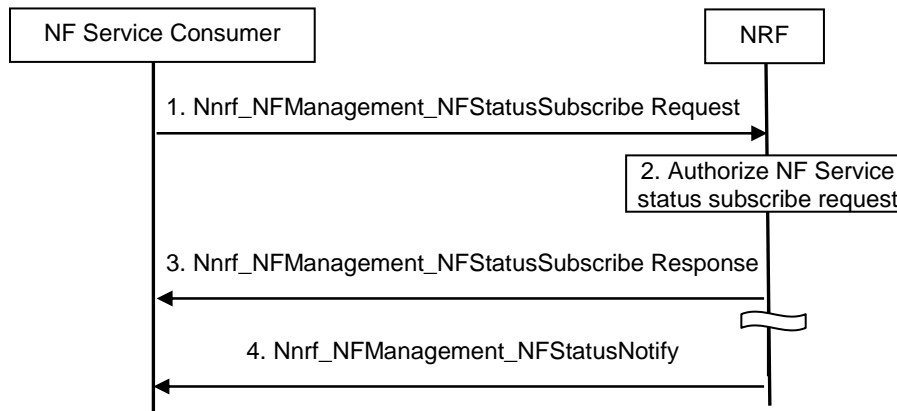 NF Service Consumer
NRF
1. Nnrf_NFManagement_NFStatusSubscribe Request
2. Authorize NF Service
status subscribe request
3. Nnrf_NFManagement_NFStatusSubscribe Response
4. Nnrf_NFManagement_NFStatusNotify